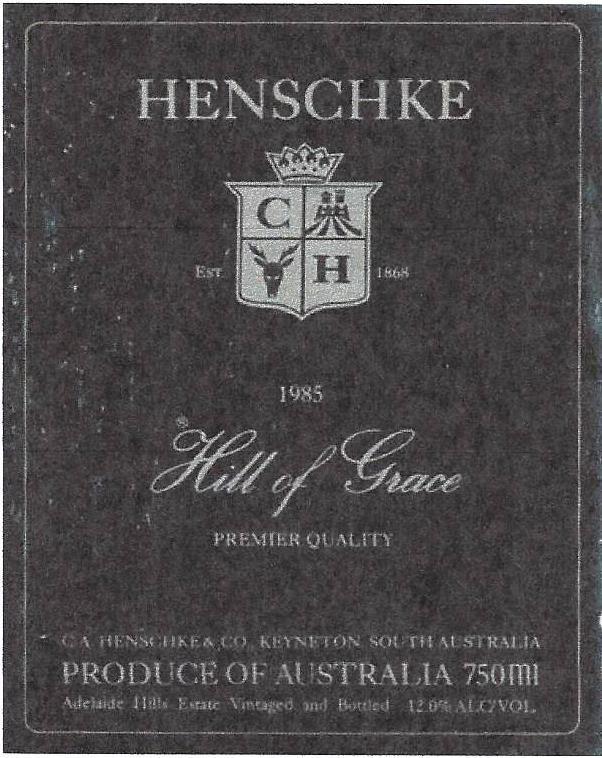 HENSCHKE
C
H
EST 1868
1985
® Hill of Grace
PREMIER QUALITY
C.A. HENSCHKE & CO. KEYNETON SOUTH AUSTRALIA
PRODUCE OF AUSTRALIA 750ml
Adelaide Hills Estate Vintaged and Bottled 12.0% ALC/VOL.